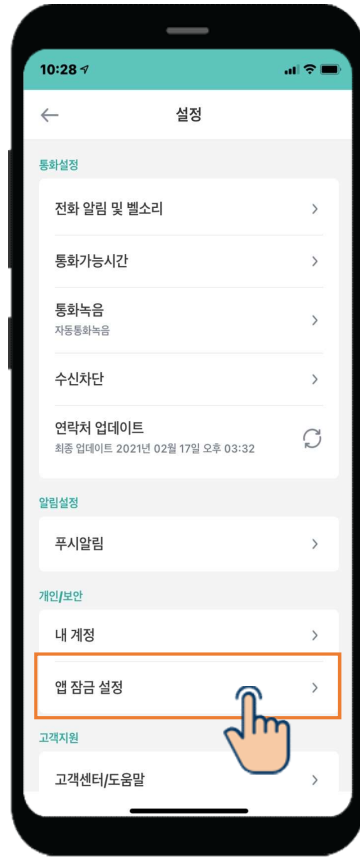 10:28
설정
통화설정
전화 알림 및 벨소리
통화가능시간
통화녹음
자동통화녹음
수신차단
연락처 업데이트
최종 업데이트 2021년 02월 17일 오후 03:32
알림설정
푸시알림
개인/보안
내 계정
앱 잠금 설정
고객지원
고객센터/도움말